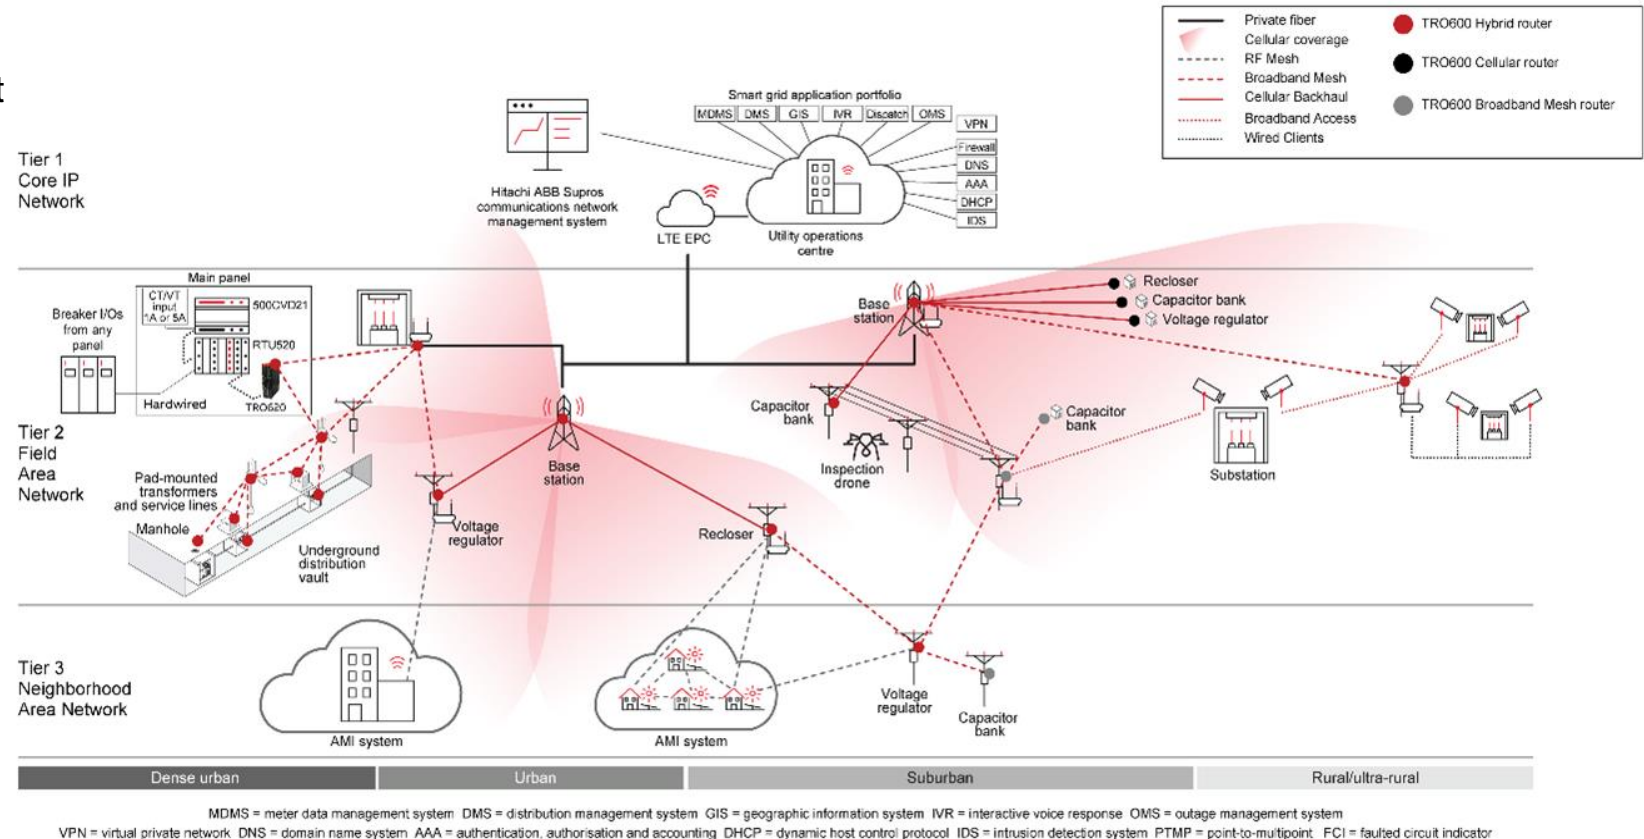 t
Private fiber
Cellular coverage
RF Mesh
Broadband Mesh
Cellular Backhaul
Broadband Access
Wired Clients
TRO600 Hybrid router
TRO600 Cellular router
TRO600 Broadband Mesh router
Tier 1
Core IP
Network
Hitachi ABB Supros
communications network
management system
Smart grid application portfolio
MDMS DMS GIS IVR Dispatch OMS
VPN
Firewall
DNS
AAA
DHCP
IDS
LTE EPC
Utility operations
centre
Tier 2
Field
Area
Network
Main panel
CT/VT
input
1A or 5A
500CVD21
RTU520
TRO620
Breaker I/Os
from any
panel
Hardwired
Pad-mounted
transformers
and service lines
Manhole
Underground
distribution
vault
Voltage
regulator
Base
station
Recloser
Base
station
Recloser
Capacitor bank
Voltage regulator
Capacitor
bank
Inspection
drone
Capacitor
bank
Substation
Tier 3
Neighborhood
Area Network
AMI system
AMI system
Voltage
regulator
Capacitor
bank
Dense urban
Urban
Suburban
Rural/ultra-rural
MDMS = meter data management system DMS = distribution management system GIS = geographic information system IVR = interactive voice response OMS = outage management system
VPN = virtual private network DNS = domain name system AAA = authentication, authorisation and accounting DHCP = dynamic host control protocol IDS = intrusion detection system PTMP = point-to-multipoint FCI = faulted circuit indicator